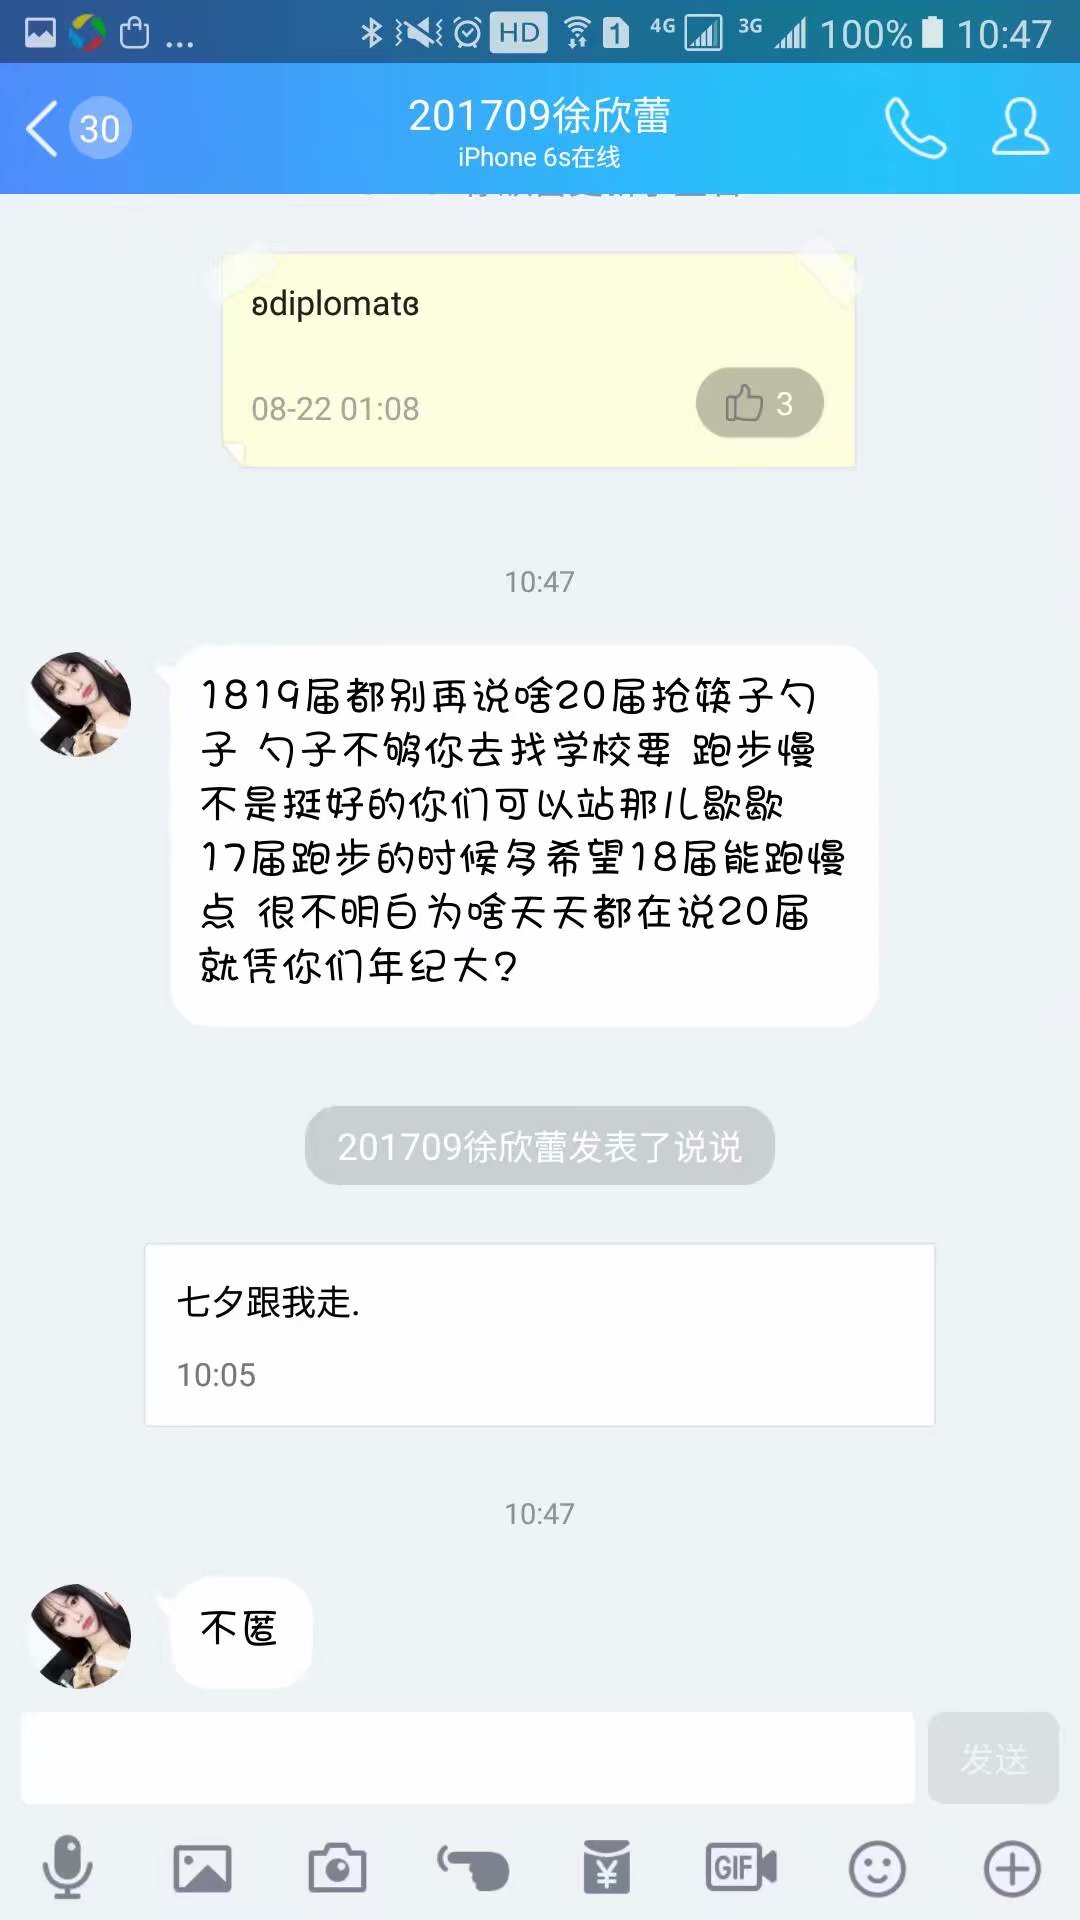 ... HD 1 4G 3G 100% 10:47
30
201709徐欣蕾
iPhone 6s在线
ʚdiplomatɞ
08-22 01:08
3
10:47
1819届都别再说啥20届抢筷子勺
子 勺子不够你去找学校要 跑步慢
不是挺好的你们可以站那儿歇歇
17届跑步的时候多希望18届能跑慢
点 很不明白为啥天天都在说20届
就凭你们年纪大?
201709徐欣蕾发表了说说
七夕跟我走.
10:05
10:47
不匿
发送
¥
GIF